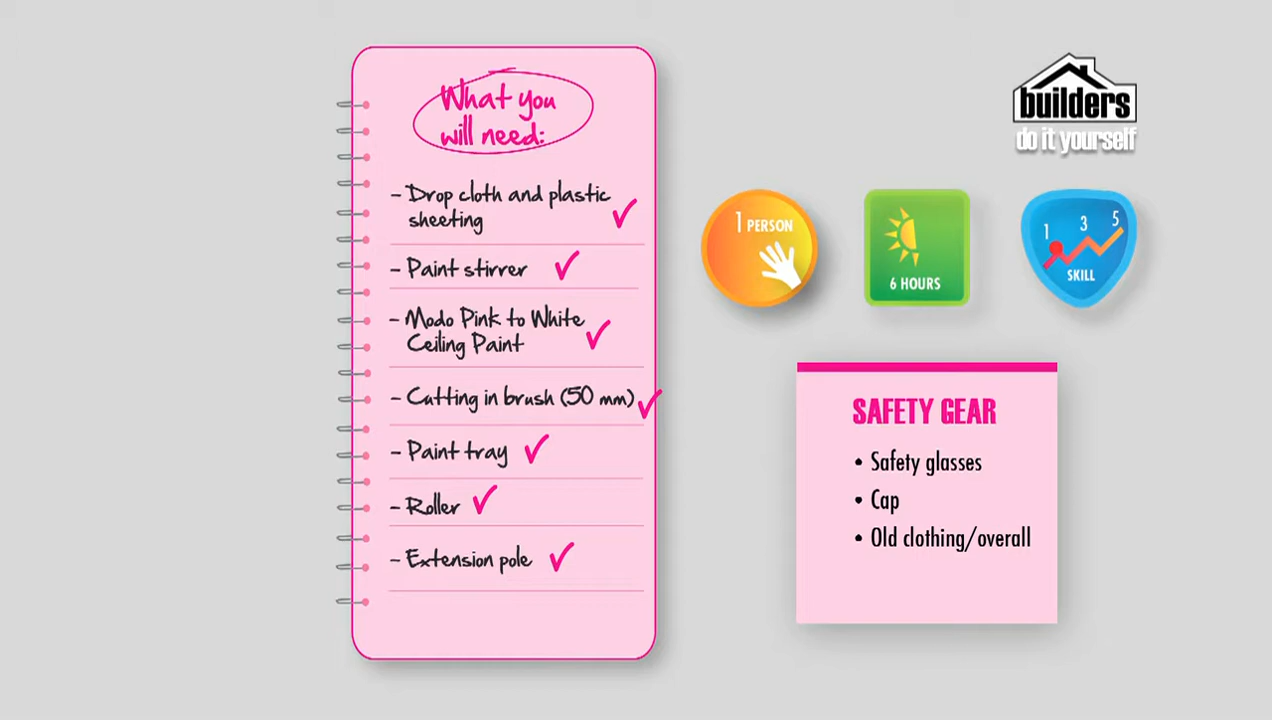 What you
will need:
- Drop cloth and plastic
sheeting
- Paint stirrer
- Modo Pink to White
Ceiling Paint
- Cutting in brush (50 mm)
- Paint tray
- Roller
- Extension pole
builders
do it yourself
1 PERSON
6 HOURS
1 3 5
SKILL
SAFETY GEAR
• Safety glasses
• Cap
• Old clothing/overall